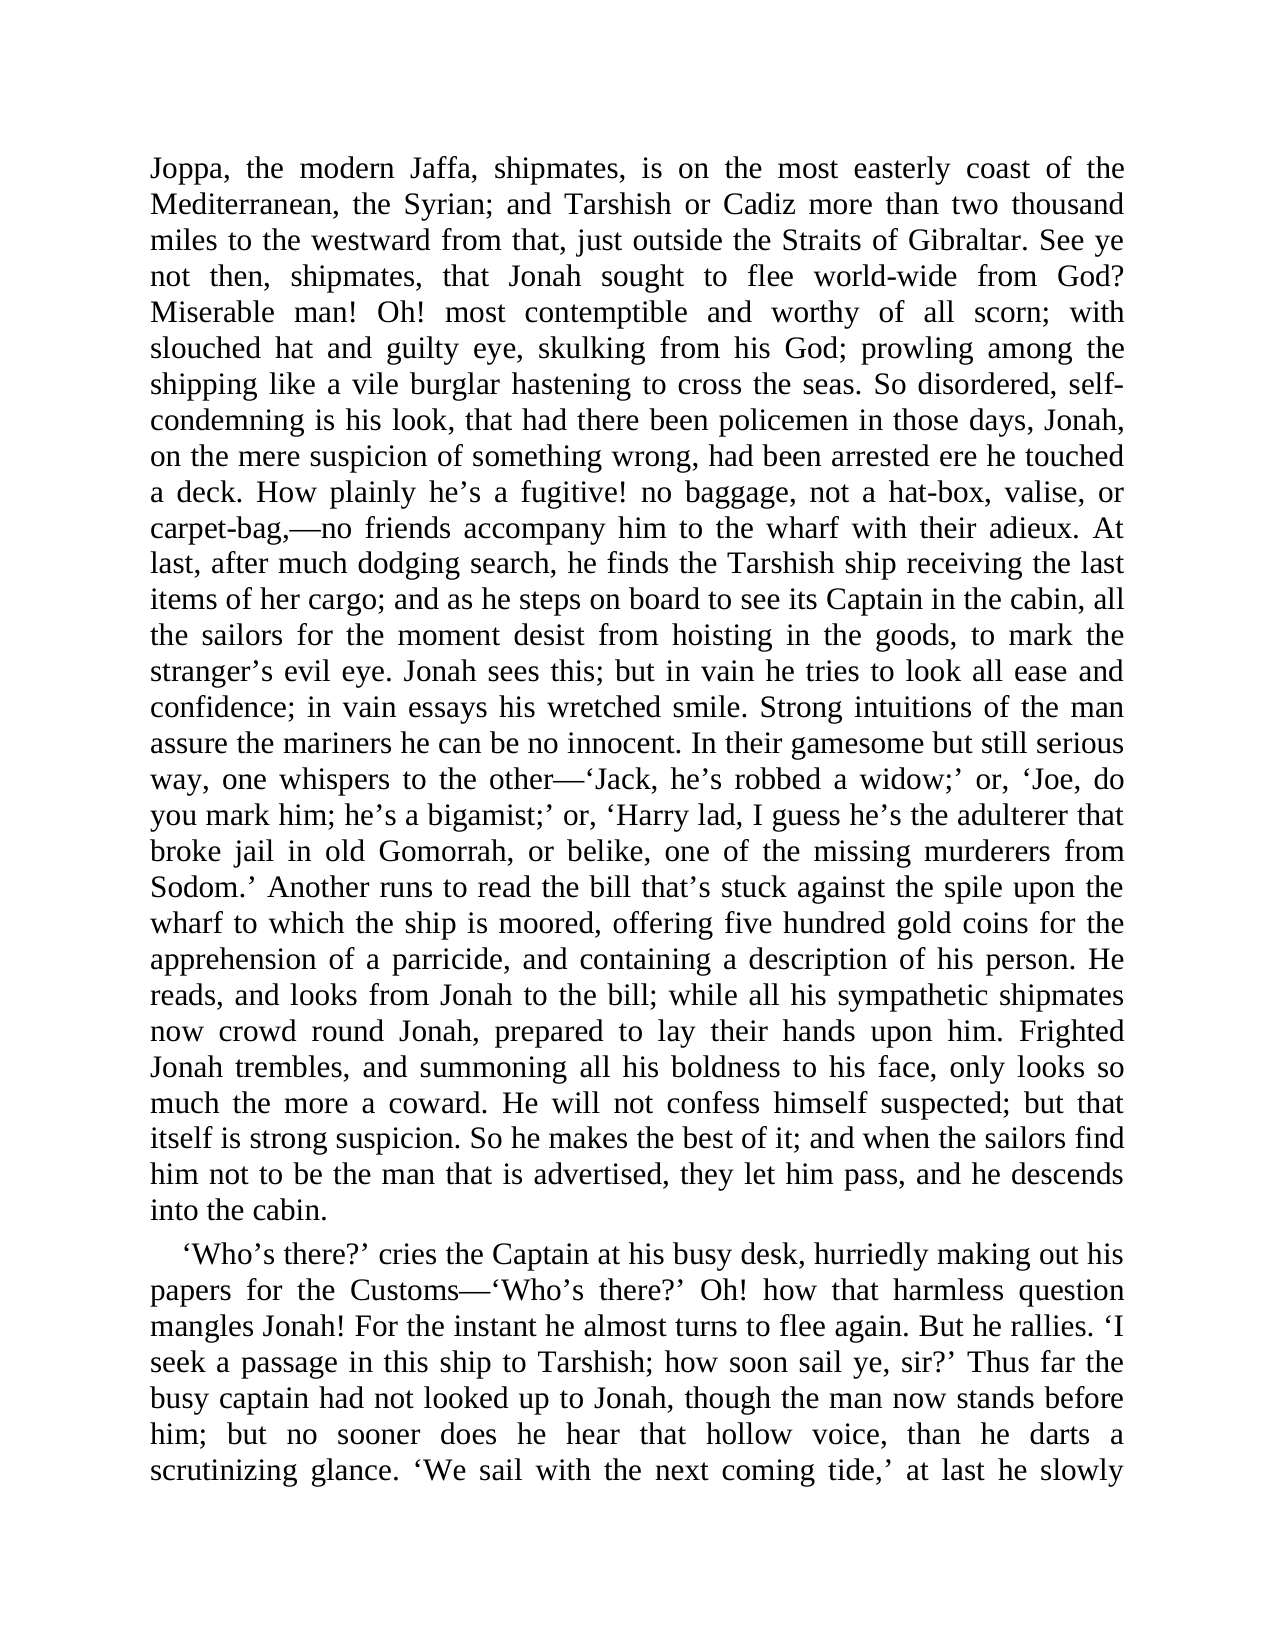 Joppa, the modern Jaffa, shipmates, is on the most easterly coast of the
Mediterranean, the Syrian; and Tarshish or Cadiz more than two thousand
miles to the westward from that, just outside the Straits of Gibraltar. See ye
not then, shipmates, that Jonah sought to flee world-wide from God?
Miserable man! Oh! most contemptible and worthy of all scorn; with
slouched hat and guilty eye, skulking from his God; prowling among the
shipping like a vile burglar hastening to cross the seas. So disordered, self-
condemning is his look, that had there been policemen in those days, Jonah,
on the mere suspicion of something wrong, had been arrested ere he touched
a deck. How plainly he’s a fugitive! no baggage, not a hat-box, valise, or
carpet-bag,—no friends accompany him to the wharf with their adieux. At
last, after much dodging search, he finds the Tarshish ship receiving the last
items of her cargo; and as he steps on board to see its Captain in the cabin, all
the sailors for the moment desist from hoisting in the goods, to mark the
stranger’s evil eye. Jonah sees this; but in vain he tries to look all ease and
confidence; in vain essays his wretched smile. Strong intuitions of the man
assure the mariners he can be no innocent. In their gamesome but still serious
way, one whispers to the other—‘Jack, he’s robbed a widow;’ or, ‘Joe, do
you mark him; he’s a bigamist;’ or, ‘Harry lad, I guess he’s the adulterer that
broke jail in old Gomorrah, or belike, one of the missing murderers from
Sodom.’ Another runs to read the bill that’s stuck against the spile upon the
wharf to which the ship is moored, offering five hundred gold coins for the
apprehension of a parricide, and containing a description of his person. He
reads, and looks from Jonah to the bill; while all his sympathetic shipmates
now crowd round Jonah, prepared to lay their hands upon him. Frighted
Jonah trembles, and summoning all his boldness to his face, only looks so
much the more a coward. He will not confess himself suspected; but that
itself is strong suspicion. So he makes the best of it; and when the sailors find
him not to be the man that is advertised, they let him pass, and he descends
into the cabin.
‘Who’s there?’ cries the Captain at his busy desk, hurriedly making out his
papers for the Customs—‘Who’s there?’ Oh! how that harmless question
mangles Jonah! For the instant he almost turns to flee again. But he rallies. ‘I
seek a passage in this ship to Tarshish; how soon sail ye, sir?’ Thus far the
busy captain had not looked up to Jonah, though the man now stands before
him; but no sooner does he hear that hollow voice, than he darts a
scrutinizing glance. ‘We sail with the next coming tide,’ at last he slowly